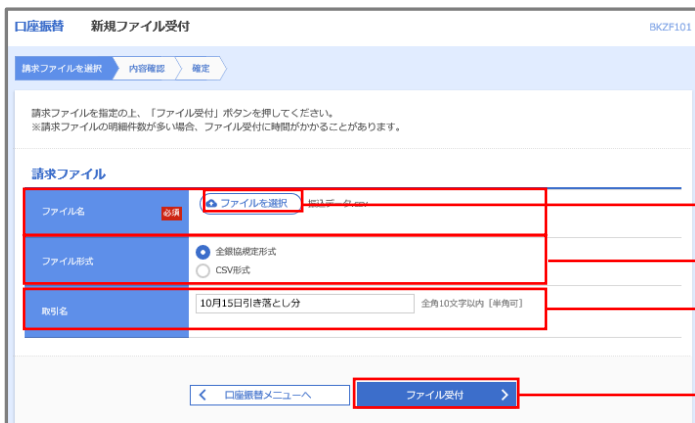 口座振替 新規ファイル受付 BKZF101
請求ファイルを選択 内容確認 確定
請求ファイルを指定の上、「ファイル受付」ボタンを押してください。
※請求ファイルの明細件数が多い場合、ファイル受付に時間がかかることがあります。
請求ファイル
ファイル名 必須 ファイルを選択 振込データ.csv
ファイル形式 全銀協規定形式
CSV形式
取引名 10月15日引き落とし分 全角10文字以内［半角可］
口座振替メニューへ ファイル受付